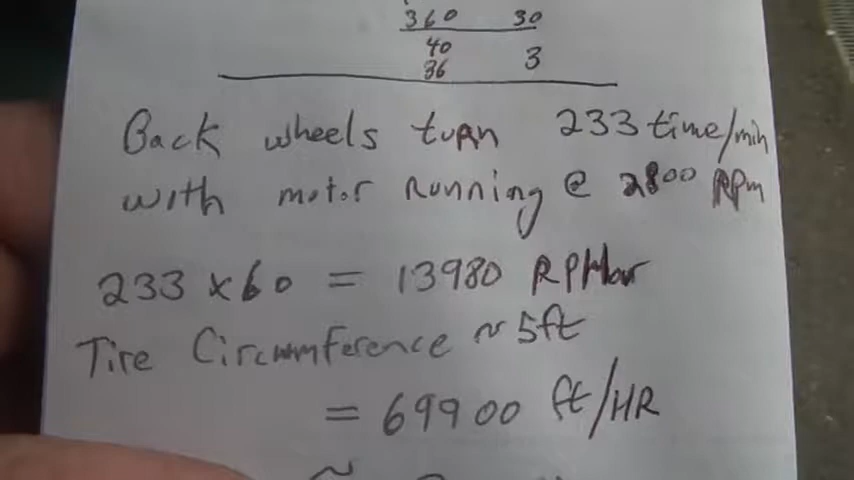 360 30
40 3
36
Back wheels turn 233 time/min
with motor Running @ 2800 RPm
233 x 60 = 13980 RPHour
Tire Circumference ~ 5ft
= 69900 ft/HR
~